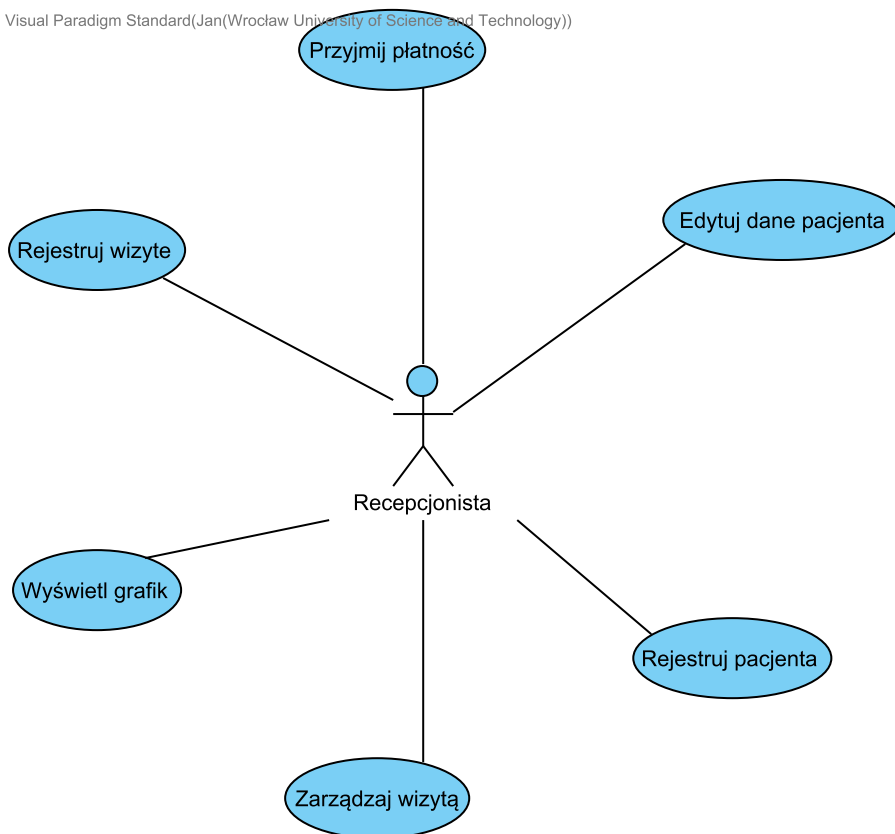 Visual Paradigm Standard(Jan(Wrocław University of Science and Technology))
Przyjmij płatność
Edytuj dane pacjenta
Rejestruj wizyte
Recepcjonista
Wyświetl grafik
Rejestruj pacjenta
Zarządzaj wizytą